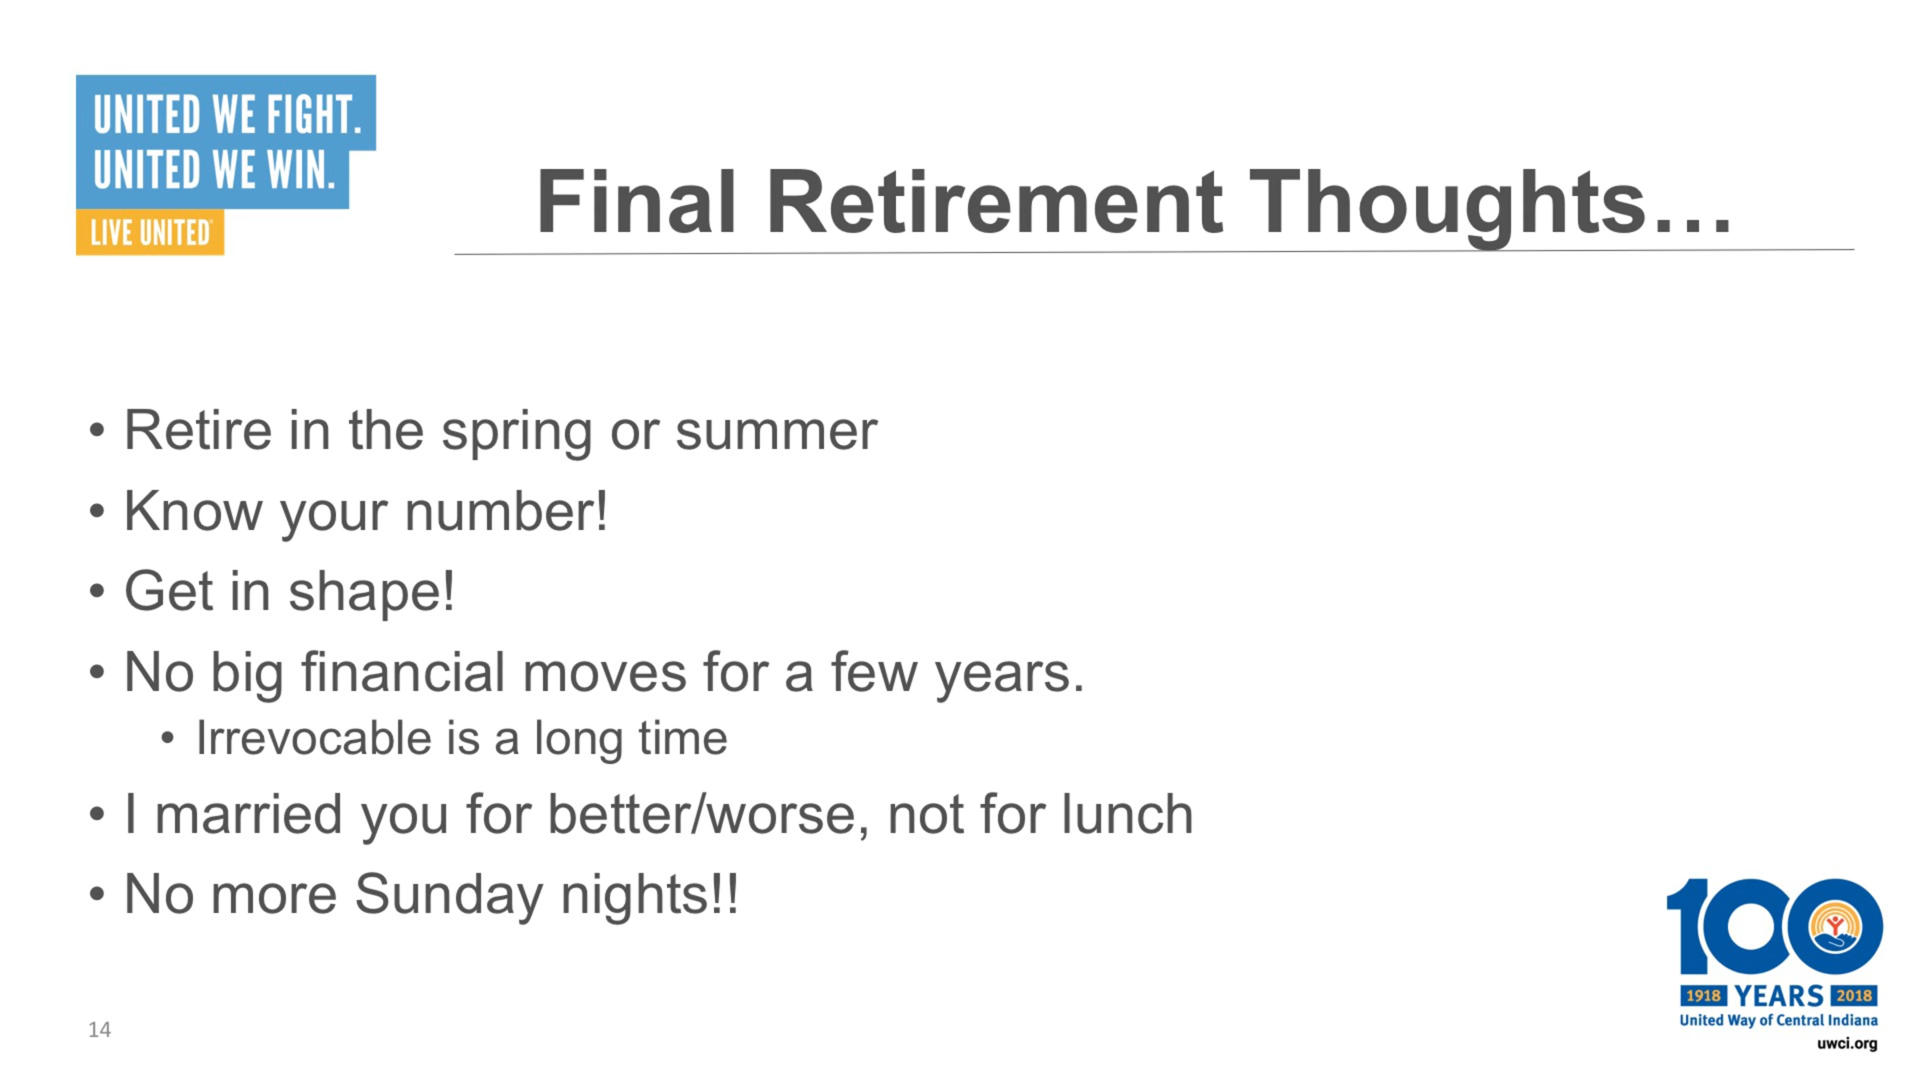 UNITED WE FIGHT.
UNITED WE WIN.
LIVE UNITED
Final Retirement Thoughts…
• Retire in the spring or summer
• Know your number!
• Get in shape!
• No big financial moves for a few years.
• Irrevocable is a long time
• I married you for better/worse, not for lunch
• No more Sunday nights!!
14
100
1918 YEARS 2018
United Way of Central Indiana
uwci.org